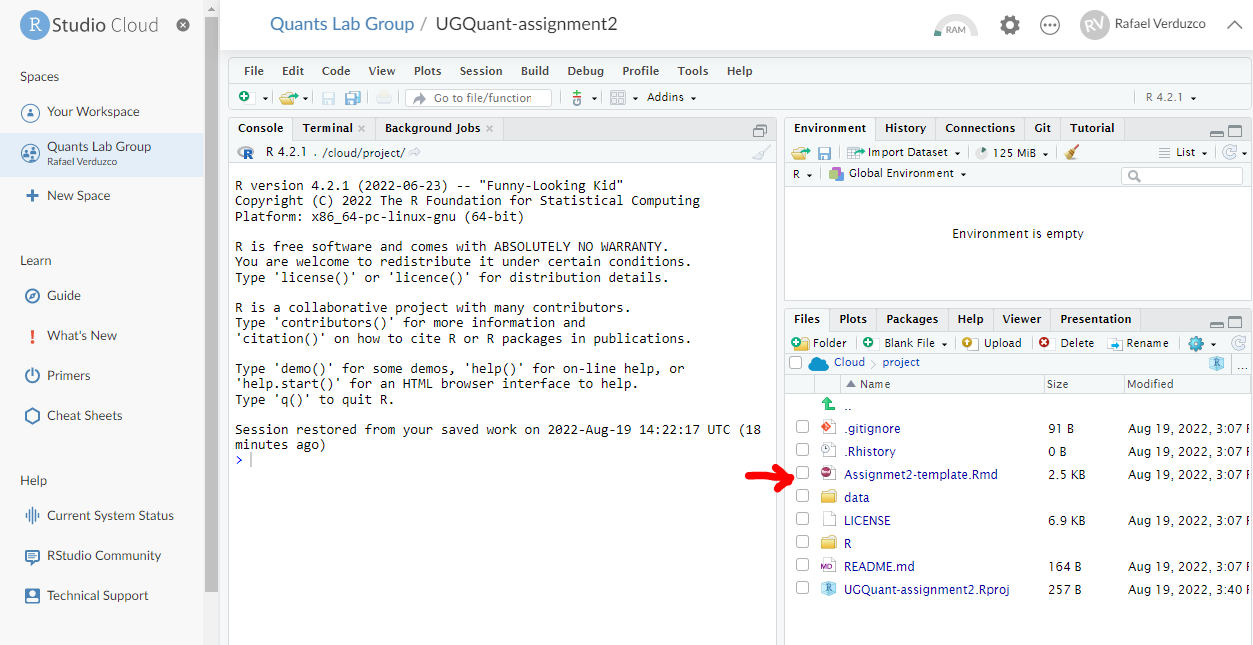 R Studio Cloud
Spaces
Your Workspace
Quants Lab Group
Rafael Verduzco
New Space
Learn
Guide
What's New
Primers
Cheat Sheets
Help
Current System Status
RStudio Community
Technical Support
Quants Lab Group / UGQuant-assignment2
RAM
RV Rafael Verduzco
File Edit Code View Plots Session Build Debug Profile Tools Help
Go to file/function Addins R 4.2.1
Console Terminal Background Jobs
R 4.2.1 . /cloud/project/
R version 4.2.1 (2022-06-23) -- "Funny-Looking Kid"
Copyright (C) 2022 The R Foundation for Statistical Computing
Platform: x86_64-pc-linux-gnu (64-bit)
R is free software and comes with ABSOLUTELY NO WARRANTY.
You are welcome to redistribute it under certain conditions.
Type 'license()' or 'licence()' for distribution details.
R is a collaborative project with many contributors.
Type 'contributors()' for more information and
'citation()' on how to cite R or R packages in publications.
Type 'demo()' for some demos, 'help()' for on-line help, or
'help.start()' for an HTML browser interface to help.
Type 'q()' to quit R.
Session restored from your saved work on 2022-Aug-19 14:22:17 UTC (18
minutes ago)
>
Environment History Connections Git Tutorial
Import Dataset 125 MiB List
R Global Environment
Environment is empty
Files Plots Packages Help Viewer Presentation
Folder Blank File Upload Delete Rename
Cloud project R ...
Name Size Modified
..
.gitignore 91 B Aug 19, 2022, 3:07 P
.Rhistory 0 B Aug 19, 2022, 3:07 P
Assignmet2-template.Rmd 2.5 KB Aug 19, 2022, 3:07 P
data
LICENSE 6.9 KB Aug 19, 2022, 3:07 P
R
MD README.md 164 B Aug 19, 2022, 3:07 P
UGQuant-assignment2.Rproj 257 B Aug 19, 2022, 3:40 P